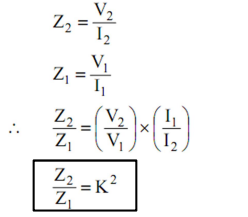 Z₂ = V₂/I₂
Z₁ = V₁/I₁
∴ Z₂/Z₁ = (V₂/V₁) × (I₁/I₂)
Z₂/Z₁ = K²